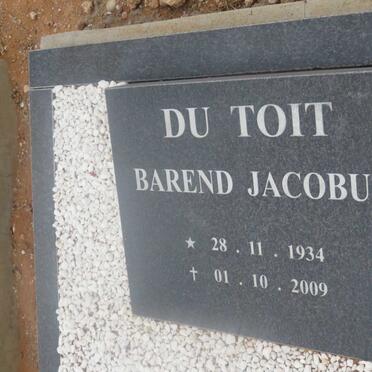 DU TOIT
BAREND JACOBU
★ 28 . 11 . 1934
✝ 01 . 10 . 2009